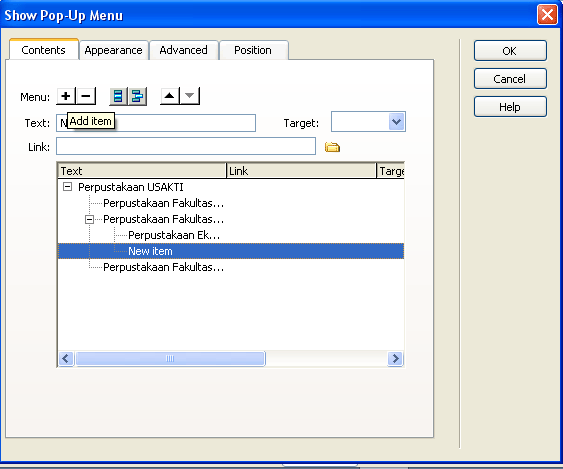 Show Pop-Up Menu
Contents Appearance Advanced Position
OK
Cancel
Help
Menu:
Add item
Text: N Target:
Link:
Text Link Targe
Perpustakaan USAKTI
Perpustakaan Fakultas...
Perpustakaan Fakultas...
Perpustakaan Ek...
New item
Perpustakaan Fakultas...